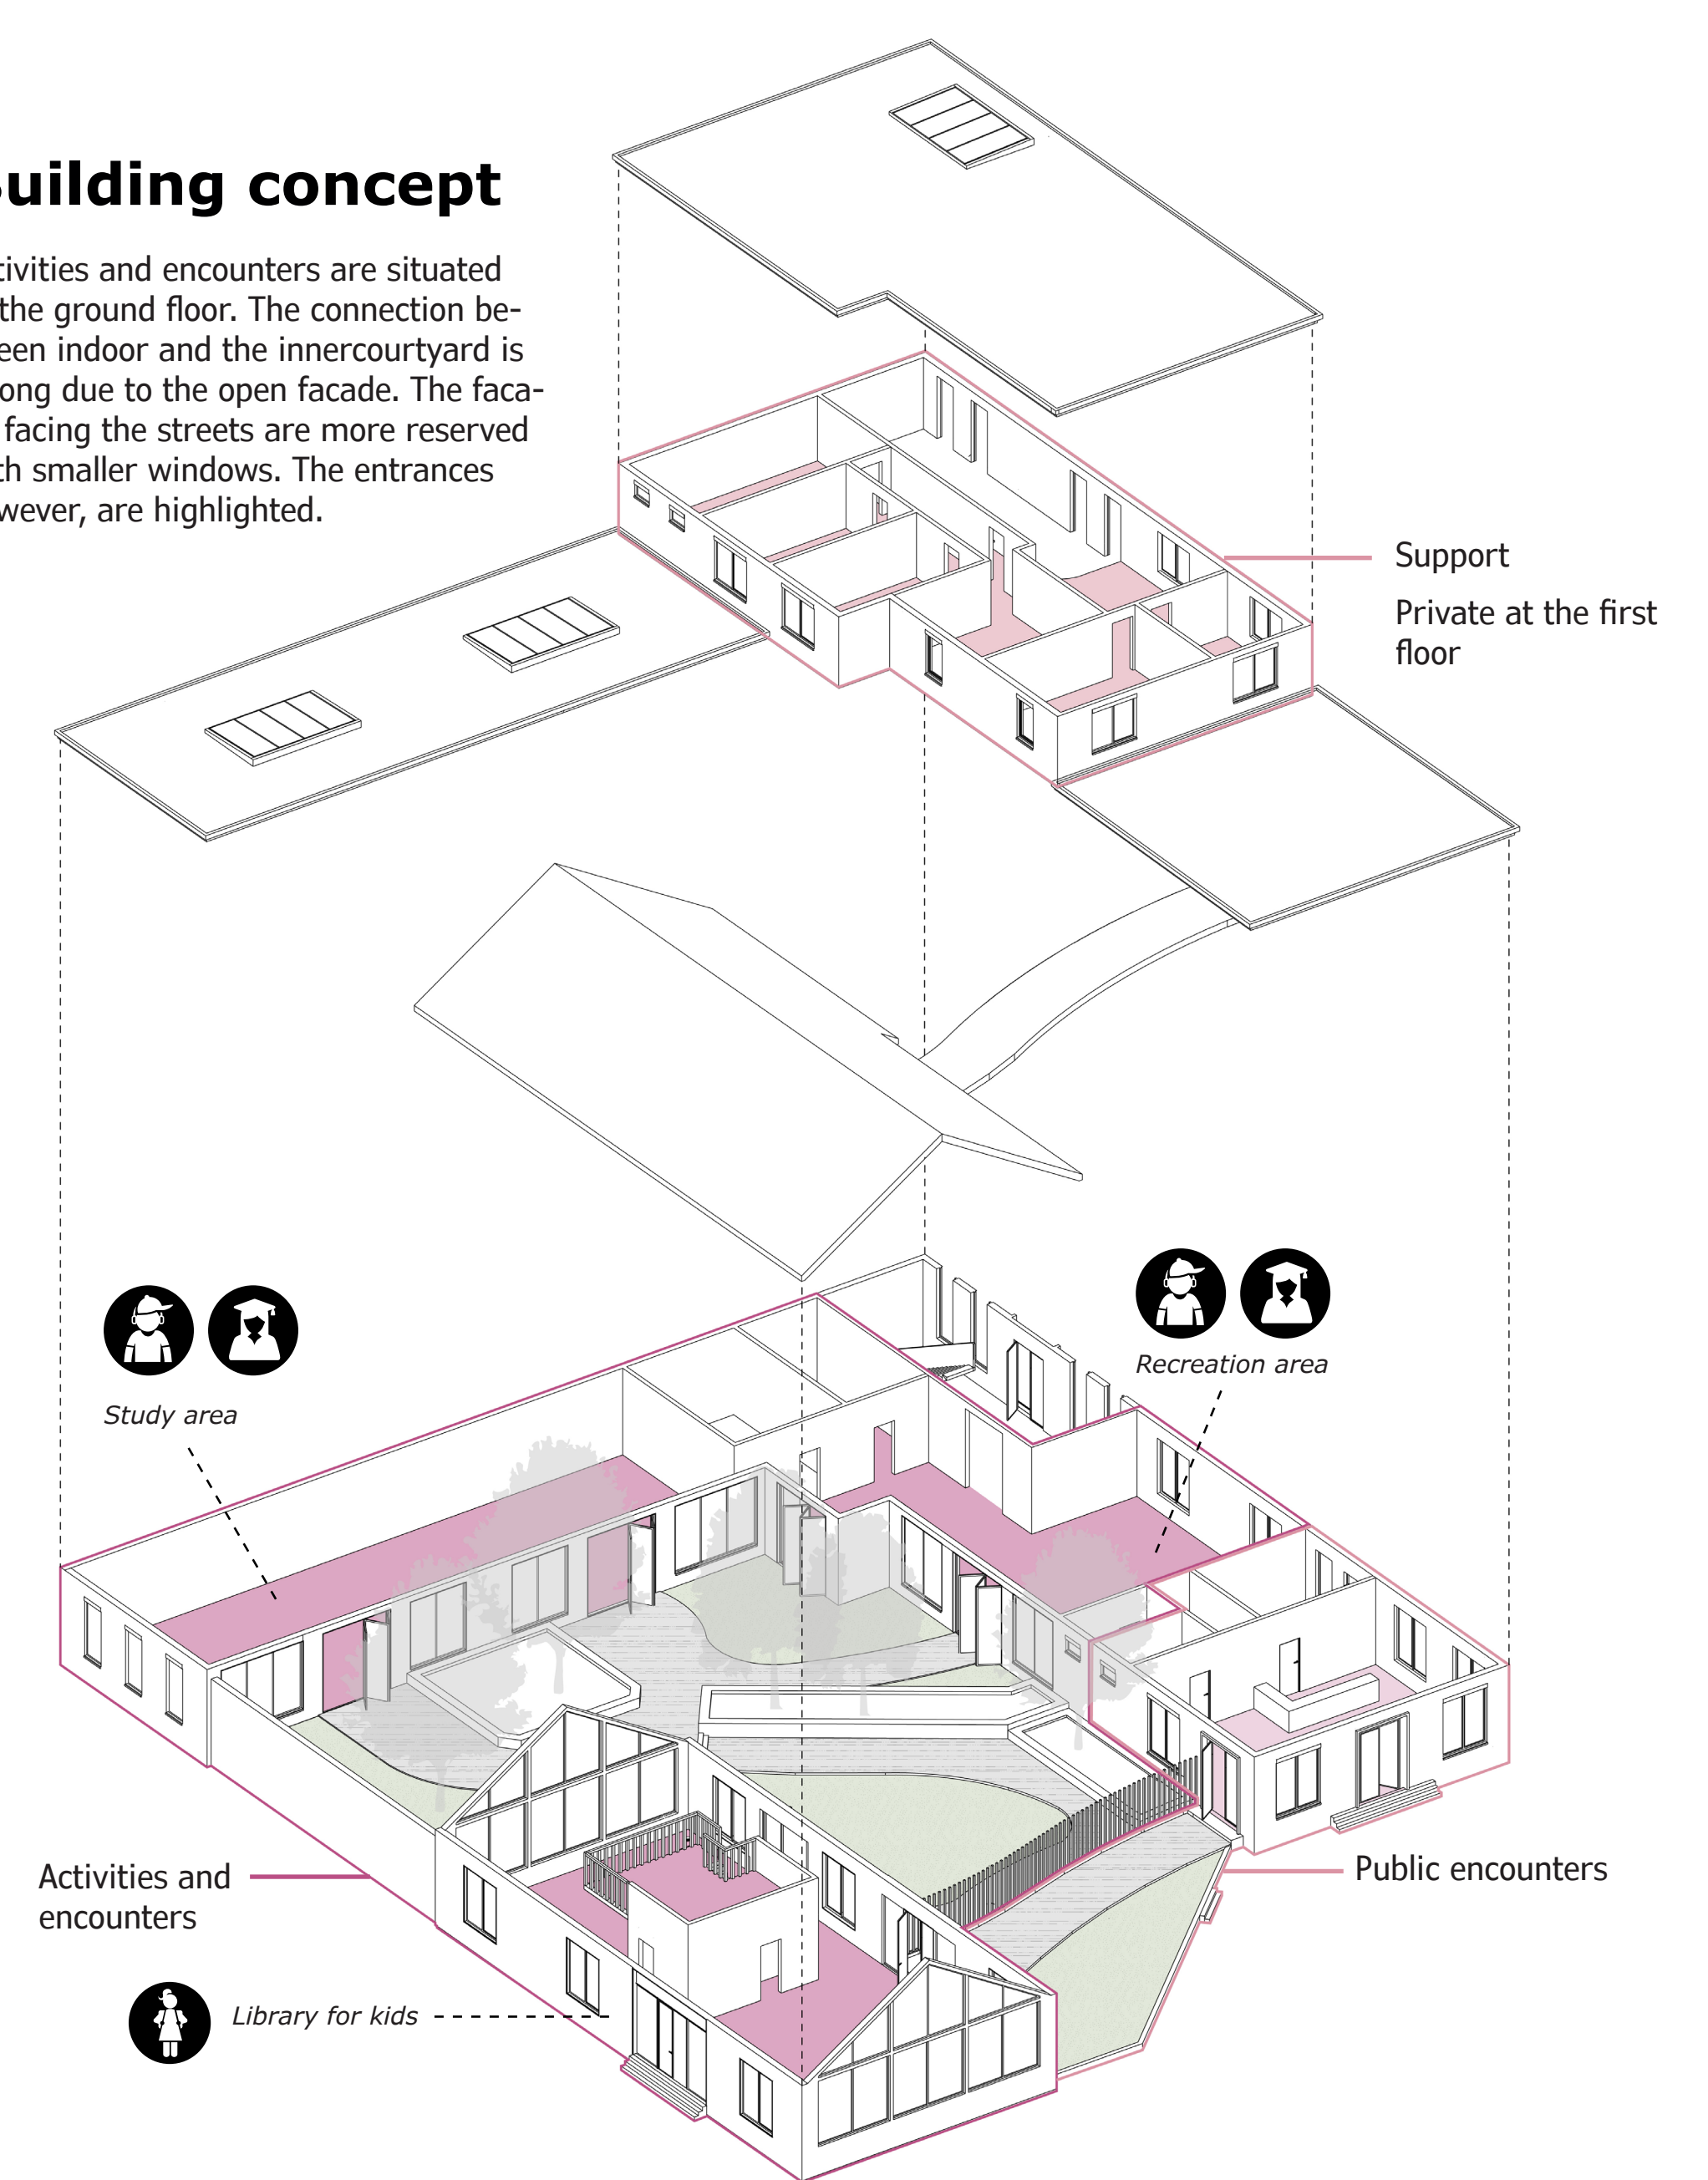 uilding concept
tivities and encounters are situated
the ground floor. The connection be-
een indoor and the innercourtyard is
ong due to the open facade. The faca-
facing the streets are more reserved
th smaller windows. The entrances
wever, are highlighted.
Support
Private at the first
floor
Study area
Recreation area
Activities and
encounters
Public encounters
Library for kids